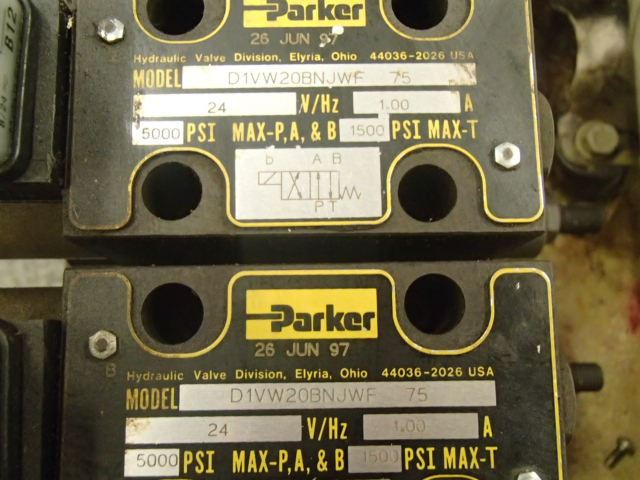 Parker
26 JUN 97
Hydraulic Valve Division, Elyria, Ohio 44036-2026 USA
MODEL D1VW20BNJWF 75
24 V/Hz 1.00 A
5000 PSI MAX-P,A, & B 1500 PSI MAX-T
b A B
P T
B12
Parker
26 JUN 97
B
Hydraulic Valve Division, Elyria, Ohio 44036-2026 USA
MODEL D1VW20BNJWF 75
24 V/Hz 1.00 A
5000 PSI MAX-P,A, & B 1500 PSI MAX-T